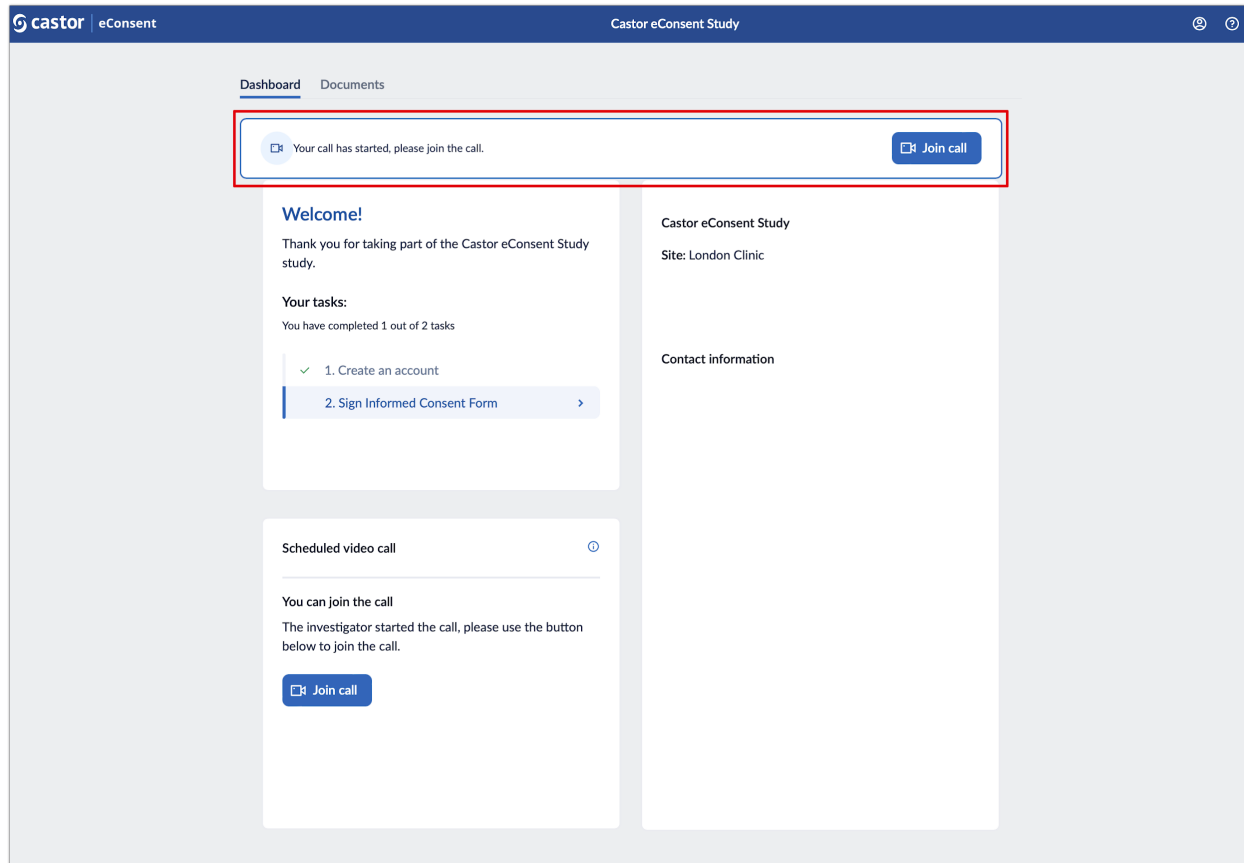 castor eConsent
Castor eConsent Study
Dashboard Documents
Your call has started, please join the call.
Join call
Welcome!
Thank you for taking part of the Castor eConsent Study
study.
Your tasks:
You have completed 1 out of 2 tasks
1. Create an account
2. Sign Informed Consent Form
Castor eConsent Study
Site: London Clinic
Contact information
Scheduled video call
You can join the call
The investigator started the call, please use the button
below to join the call.
Join call